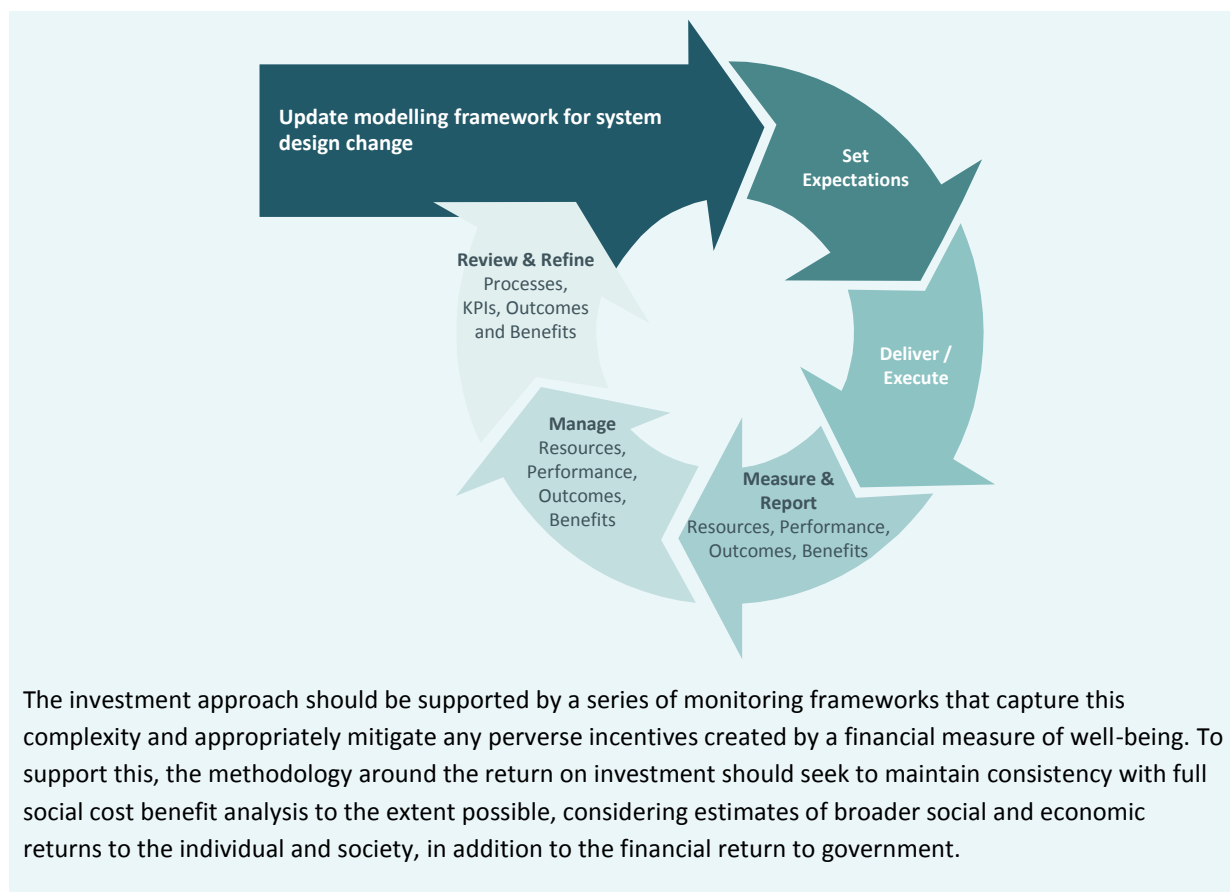 Update modelling framework for system
design change
Set
Expectations
Deliver /
Execute
Measure &
Report
Resources, Performance,
Outcomes, Benefits
Manage
Resources,
Performance,
Outcomes,
Benefits
Review & Refine
Processes,
KPIs, Outcomes
and Benefits
The investment approach should be supported by a series of monitoring frameworks that capture this
complexity and appropriately mitigate any perverse incentives created by a financial measure of well-being. To
support this, the methodology around the return on investment should seek to maintain consistency with full
social cost benefit analysis to the extent possible, considering estimates of broader social and economic
returns to the individual and society, in addition to the financial return to government.